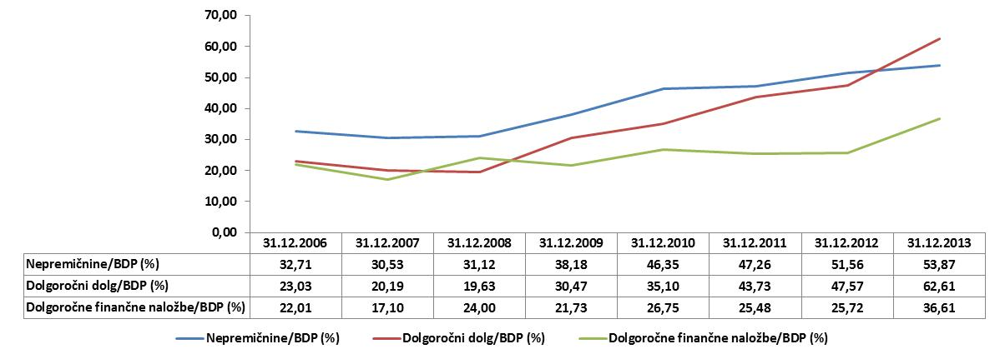 70,00
60,00
50,00
40,00
30,00
20,00
10,00
0,00
31.12.2006 31.12.2007 31.12.2008 31.12.2009 31.12.2010 31.12.2011 31.12.2012 31.12.2013
Nepremičnine/BDP (%) 32,71 30,53 31,12 38,18 46,35 47,26 51,56 53,87
Dolgoročni dolg/BDP (%) 23,03 20,19 19,63 30,47 35,10 43,73 47,57 62,61
Dolgoročne finančne naložbe/BDP (%) 22,01 17,10 24,00 21,73 26,75 25,48 25,72 36,61
Nepremičnine/BDP (%) Dolgoročni dolg/BDP (%) Dolgoročne finančne naložbe/BDP (%)